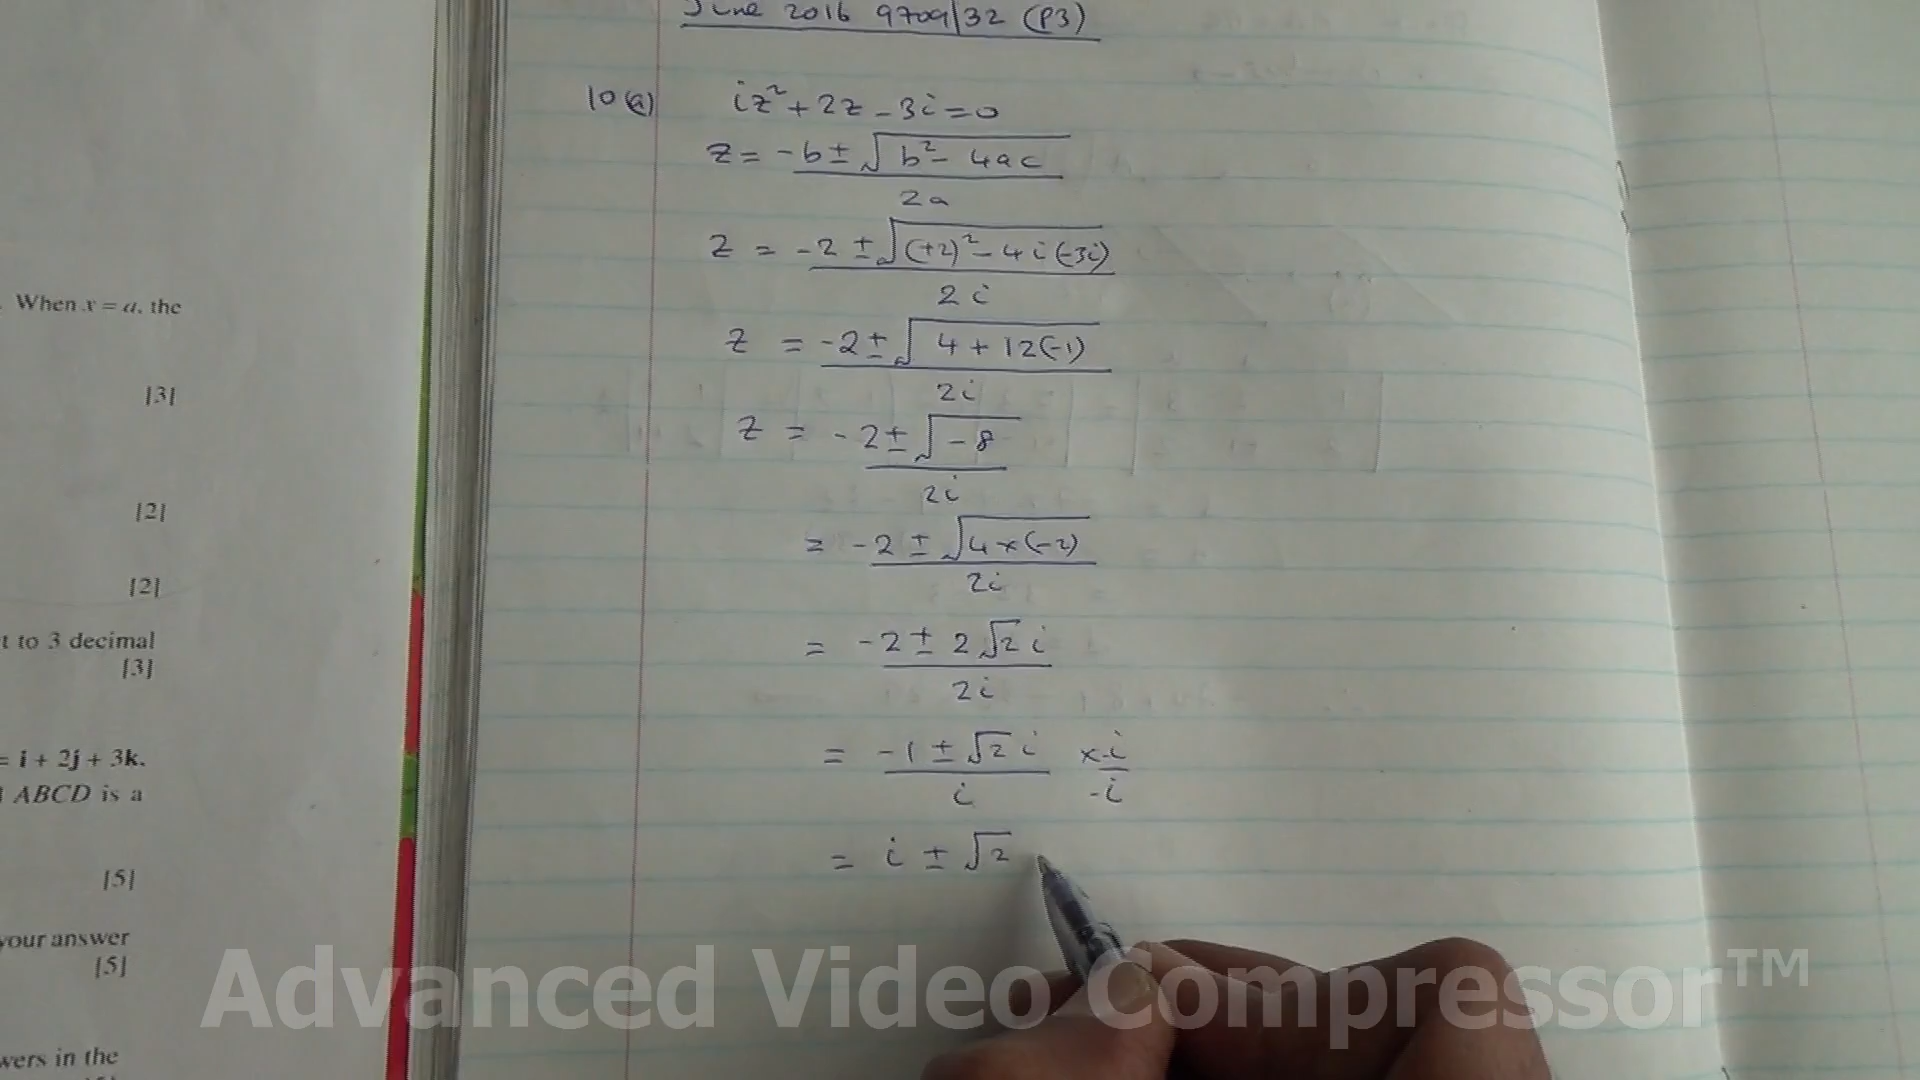 June 2016 9709/32 (P3)
10(a) iz² + 2z - 3i = 0
z = -b ± √(b² - 4ac) / 2a
z = -2 ± √((+2)² - 4i(-3i)) / 2i
z = -2 ± √(4 + 12(-1)) / 2i
z = -2 ± √(-8) / 2i
= -2 ± √(4×(-2)) / 2i
= -2 ± 2√2 i / 2i
= -1 ± √2 i / i × -i / -i
= i ± √2
. When x = a, the
[3]
[2]
[2]
t to 3 decimal
[3]
= i + 2j + 3k.
ABCD is a
[5]
your answer
[5]
wers in the
Advanced Video Compressor™